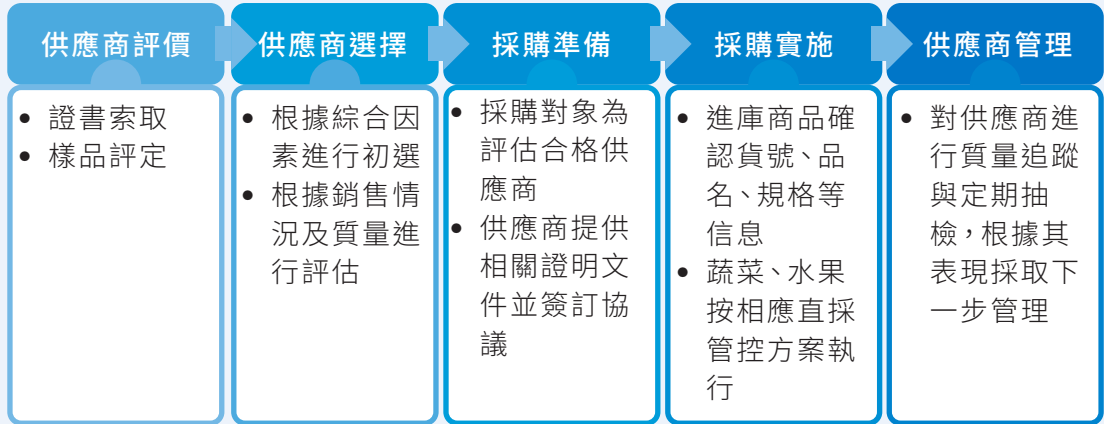 供應商評價
供應商選擇
採購準備
採購實施
供應商管理
• 證書索取
• 樣品評定
• 根據綜合因
素進行初選
• 根據銷售情
況及質量進
行評估
• 採購對象為
評估合格供
應商
• 供應商提供
相關證明文
件並簽訂協
議
• 進庫商品確
認貨號、品
名、規格等
信息
• 蔬菜、水果
按相應直採
管控方案執
行
• 對供應商進
行質量追蹤
與定期抽
檢，根據其
表現採取下
一步管理